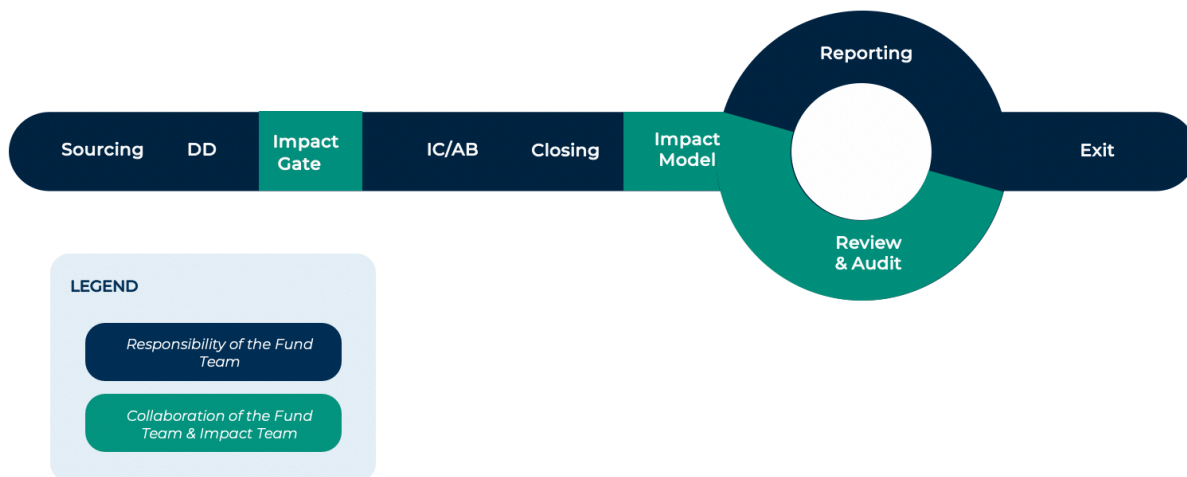 Reporting
Sourcing
DD
Impact
Gate
IC/AB
Closing
Impact
Model
Exit
Review
& Audit
LEGEND
Responsibility of the Fund
Team
Collaboration of the Fund
Team & Impact Team